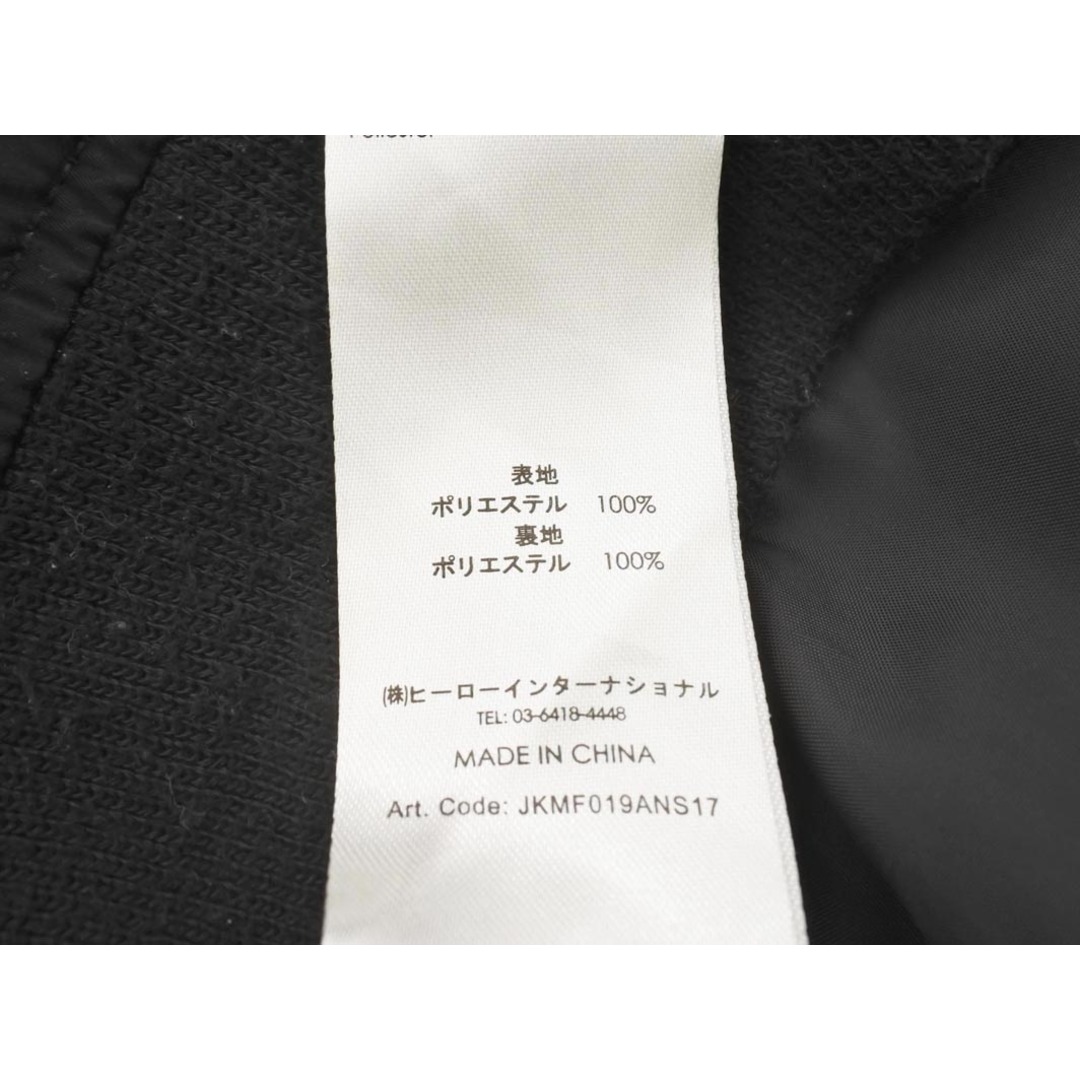 表地
ポリエステル 100%
裏地
ポリエステル 100%
(株)ヒーローインターナショナル
TEL: 03-6418-4448
MADE IN CHINA
Art. Code: JKMF019ANS17